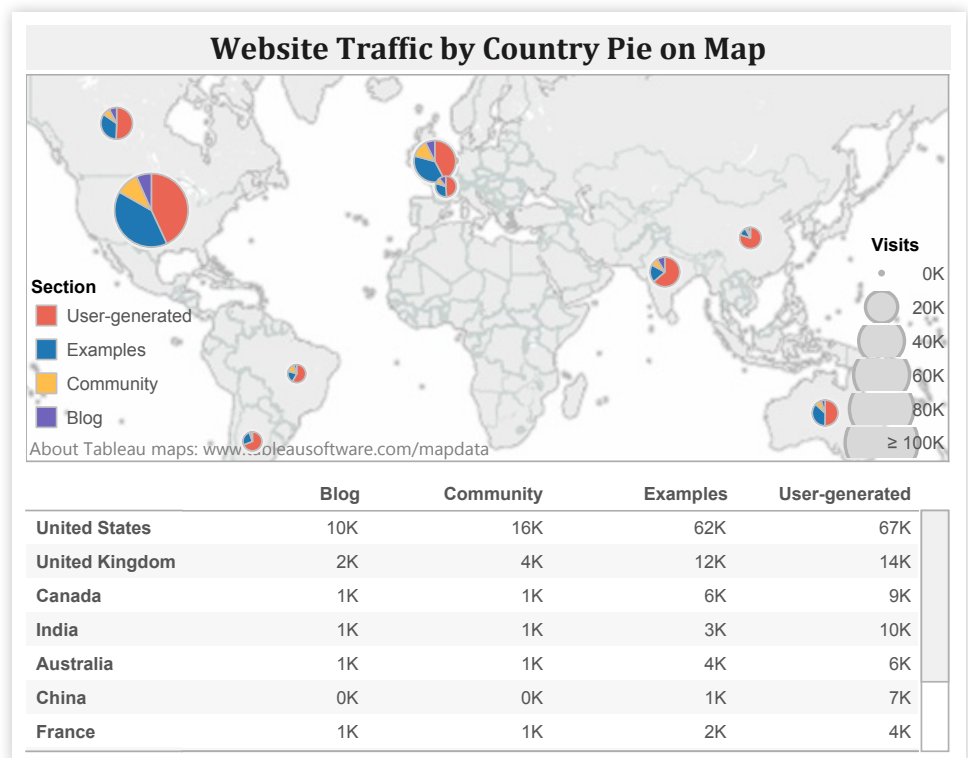 Website Traffic by Country Pie on Map
Visits
0K
20K
40K
60K
80K
≥ 100K
Section
User-generated
Examples
Community
Blog
About Tableau maps: www.tableausoftware.com/mapdata
Blog Community Examples User-generated
United States 10K 16K 62K 67K
United Kingdom 2K 4K 12K 14K
Canada 1K 1K 6K 9K
India 1K 1K 3K 10K
Australia 1K 1K 4K 6K
China 0K 0K 1K 7K
France 1K 1K 2K 4K